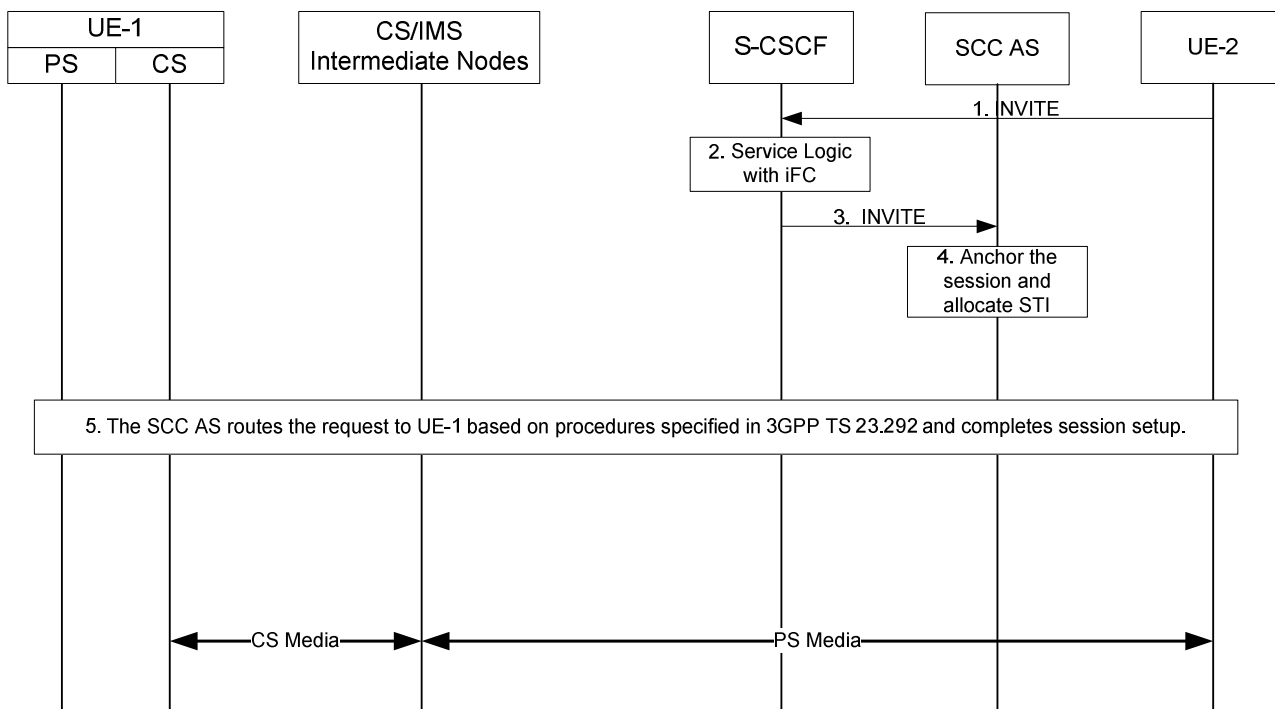 UE-1
PS
CS
CS/IMS
Intermediate Nodes
S-CSCF
SCC AS
UE-2
1. INVITE
2. Service Logic
with iFC
3. INVITE
4. Anchor the
session and
allocate STI
5. The SCC AS routes the request to UE-1 based on procedures specified in 3GPP TS 23.292 and completes session setup.
CS Media
PS Media